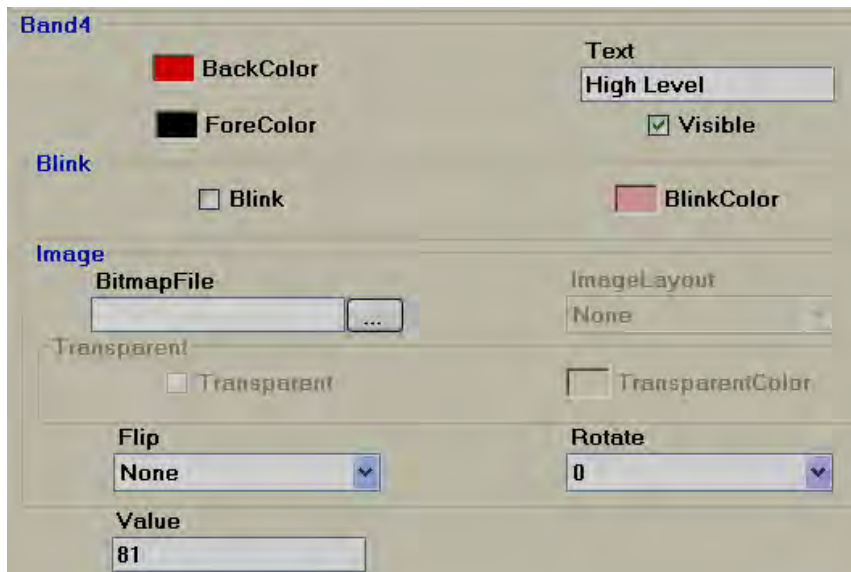 Band4
BackColor
Text
High Level
ForeColor
Visible
Blink
Blink
BlinkColor
Image
BitmapFile
ImageLayout
...
None
Transparent
Transparent
TransparentColor
Flip
Rotate
None
0
Value
81